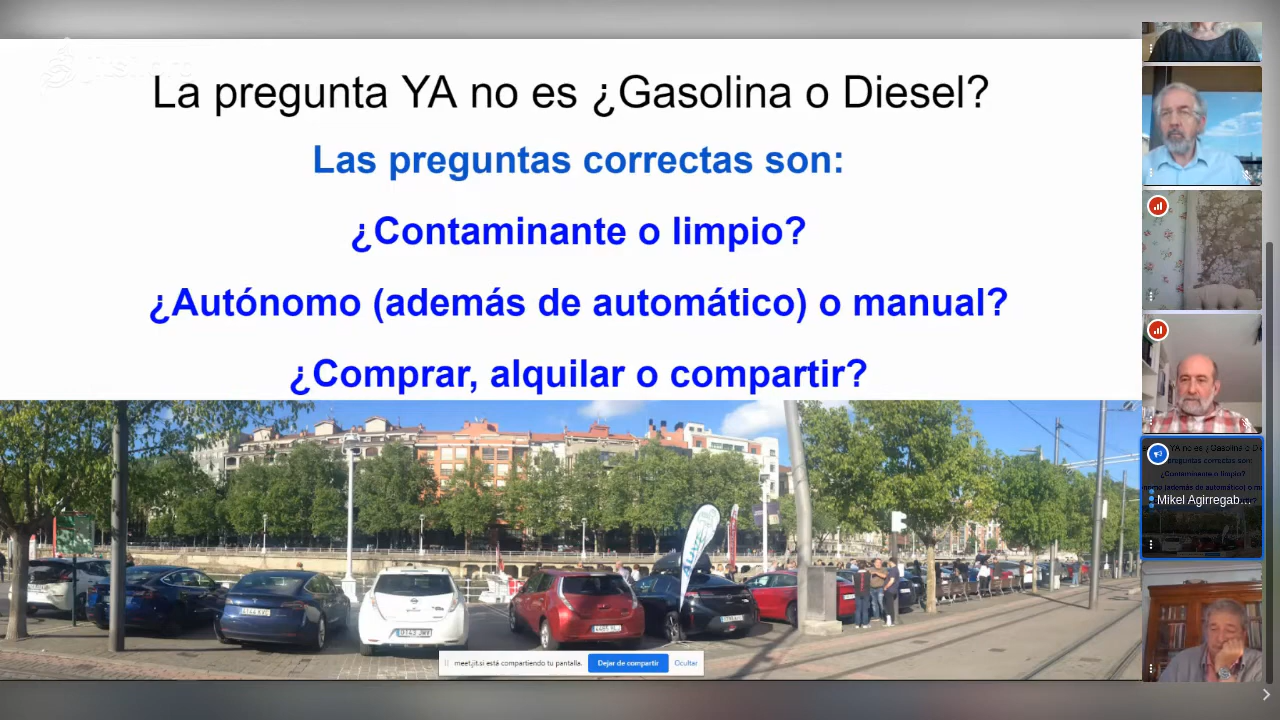 La pregunta YA no es ¿Gasolina o Diesel?
Las preguntas correctas son:
¿Contaminante o limpio?
¿Autónomo (además de automático) o manual?
¿Comprar, alquilar o compartir?
meet.jit.si está compartiendo tu pantalla.
Dejar de compartir
Ocultar
Mikel Agirregab...